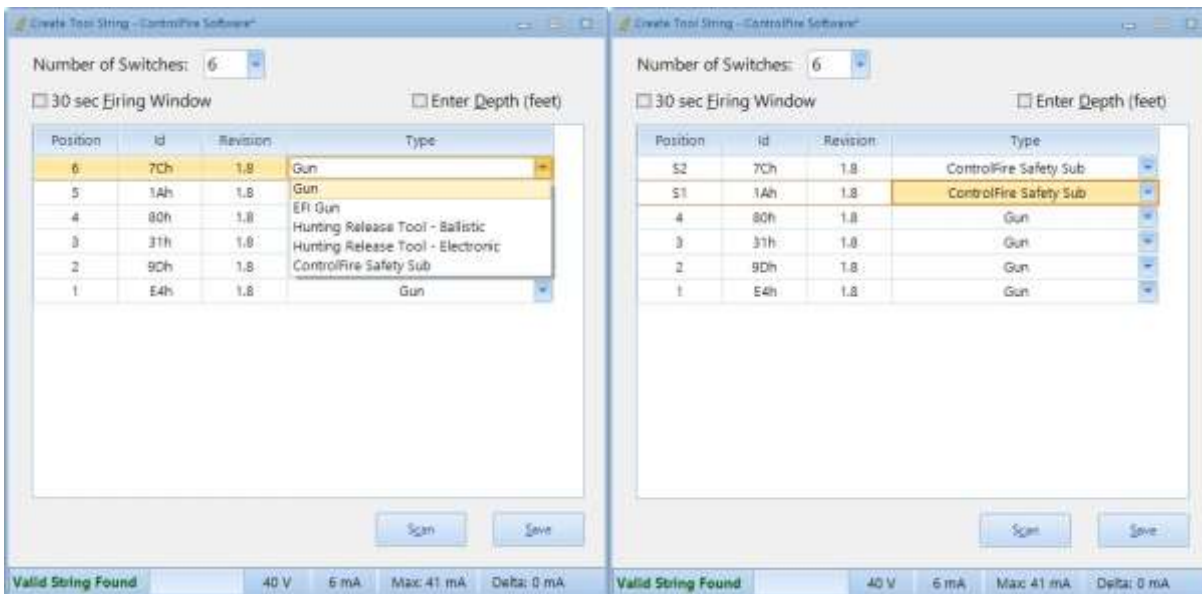 Create Tool String - ControlFire Software*
Number of Switches: 6
30 sec Firing Window Enter Depth (feet)
Position Id Revision Type
6 7Ch 1.8 Gun
5 1Ah 1.8 Gun
4 80h 1.8 EFI Gun
3 31h 1.8 Hunting Release Tool - Ballistic
2 9Dh 1.8 Hunting Release Tool - Electronic
ControlFire Safety Sub
1 E4h 1.8 Gun
Scan Save
Valid String Found 40 V 6 mA Max: 41 mA Delta: 0 mA
Create Tool String - ControlFire Software*
Number of Switches: 6
30 sec Firing Window Enter Depth (feet)
Position Id Revision Type
S2 7Ch 1.8 ControlFire Safety Sub
S1 1Ah 1.8 ControlFire Safety Sub
4 80h 1.8 Gun
3 31h 1.8 Gun
2 9Dh 1.8 Gun
1 E4h 1.8 Gun
Scan Save
Valid String Found 40 V 6 mA Max: 41 mA Delta: 0 mA